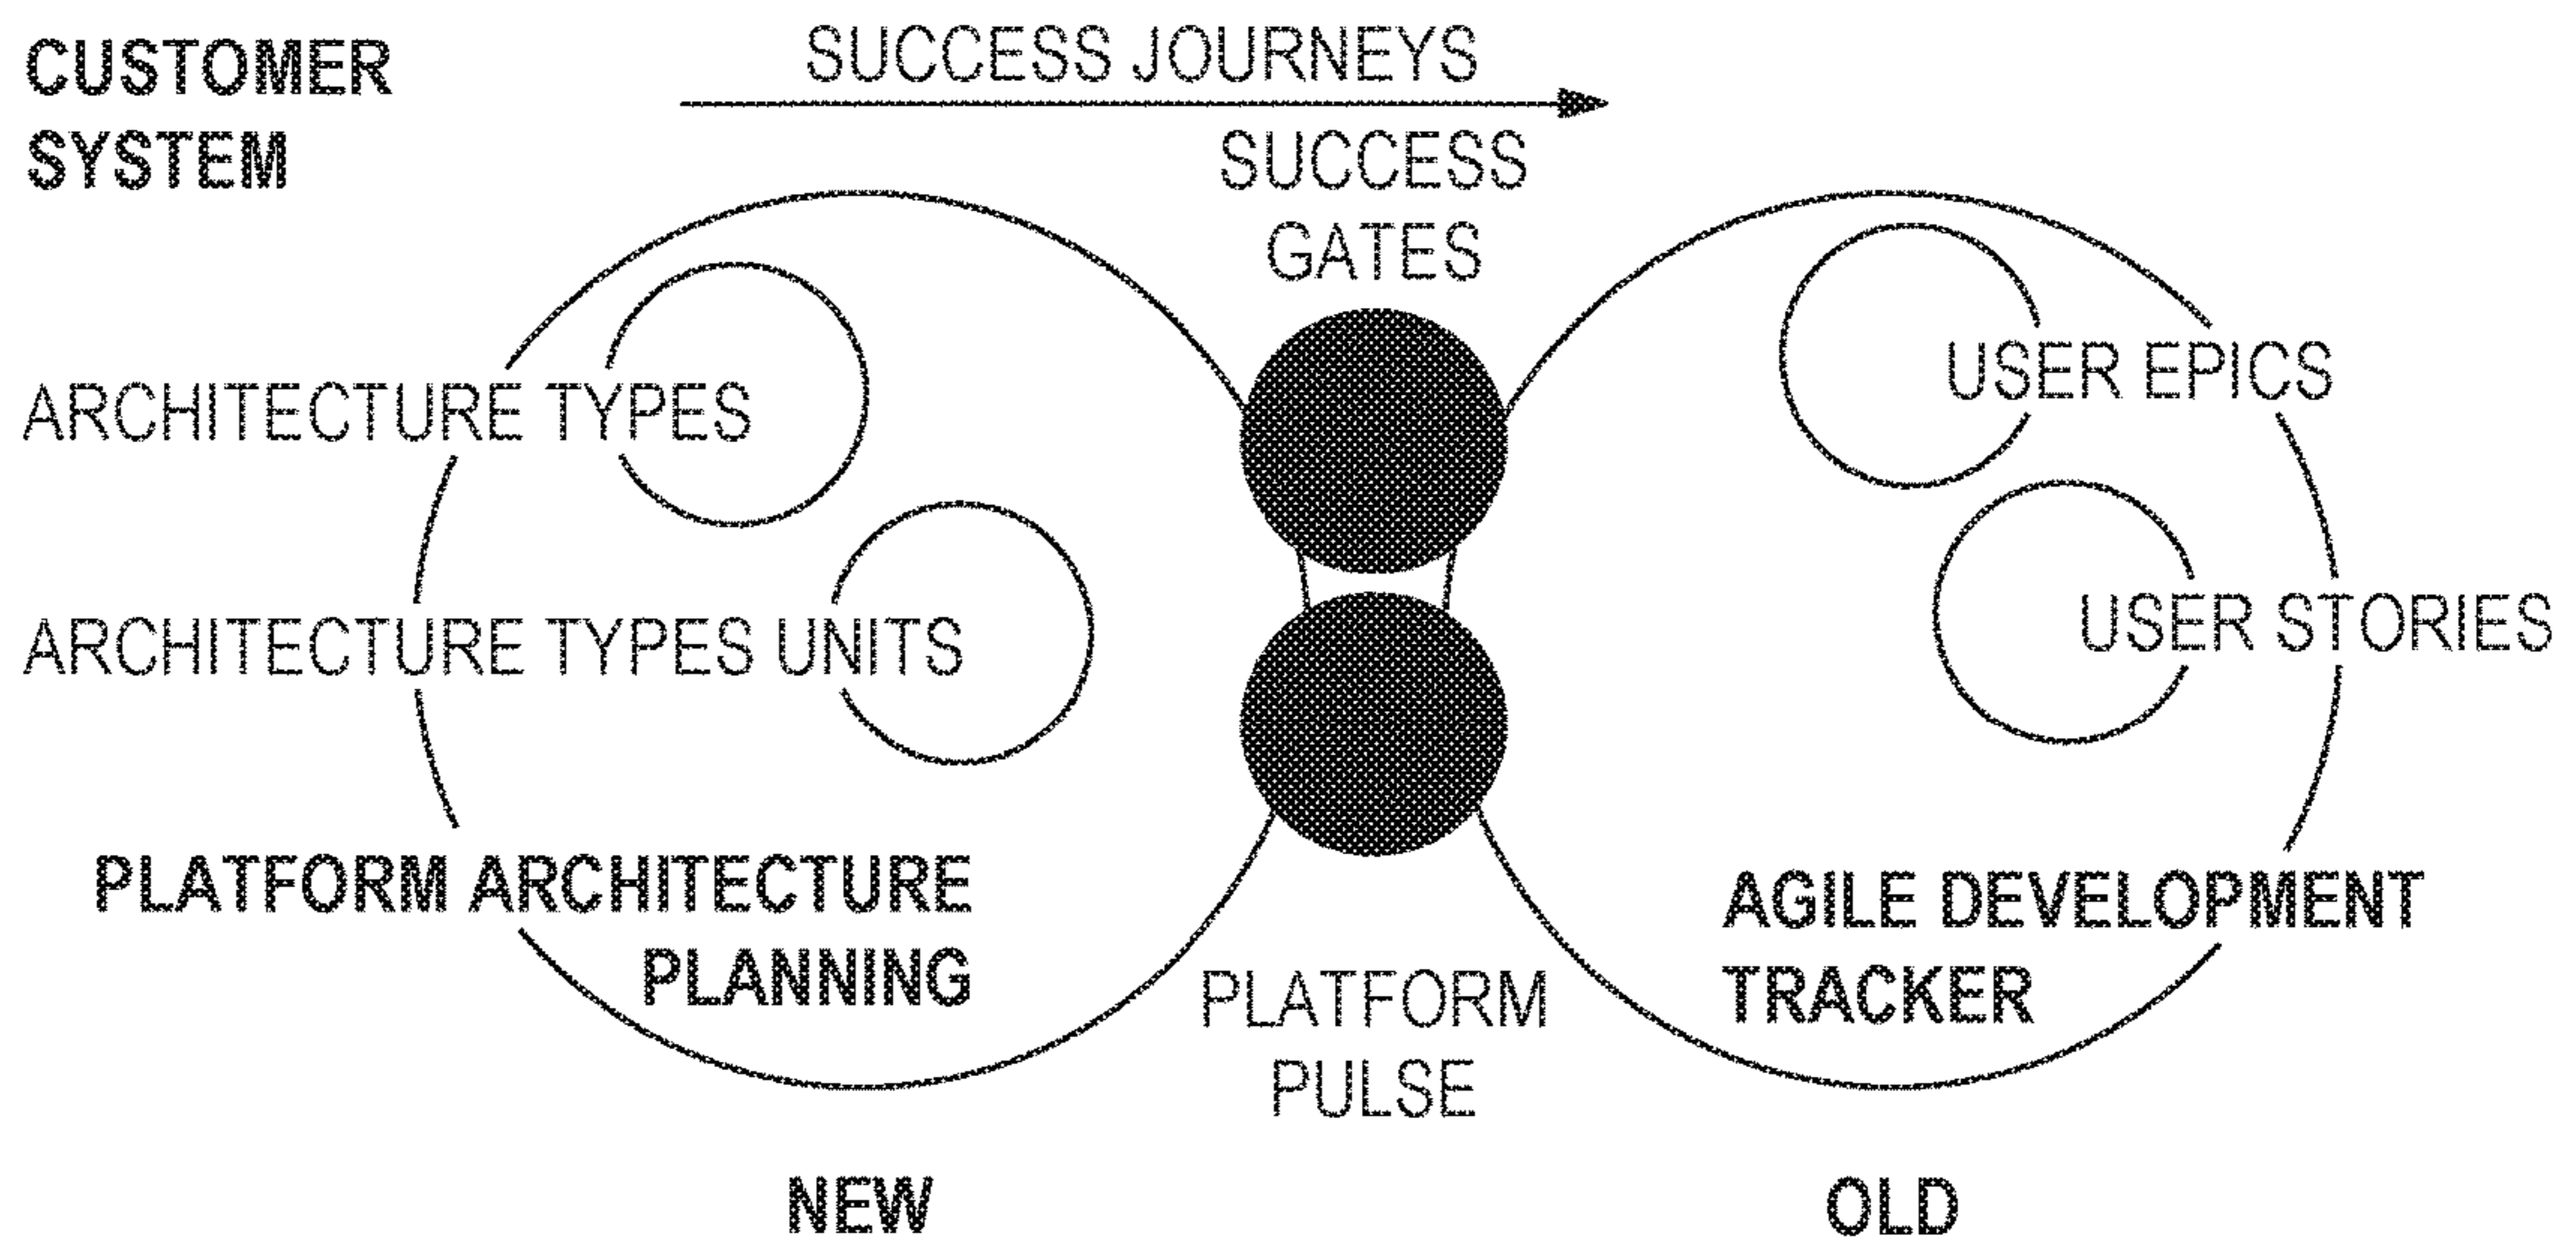 CUSTOMER
SYSTEM
SUCCESS JOURNEYS
SUCCESS
GATES
ARCHITECTURE TYPES
USER EPICS
ARCHITECTURE TYPES UNITS
USER STORIES
PLATFORM ARCHITECTURE
PLANNING
AGILE DEVELOPMENT
TRACKER
PLATFORM
PULSE
NEW
OLD